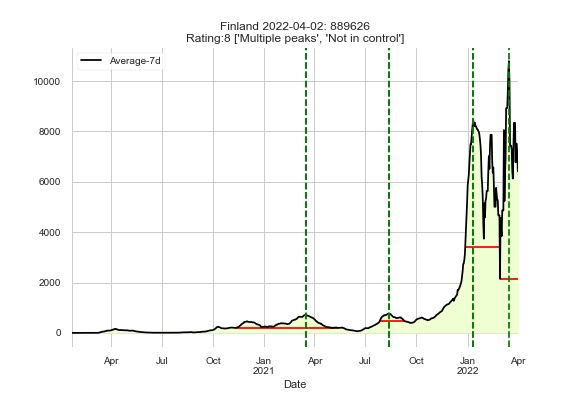 Finland 2022-04-02: 889626
Rating:8 ['Multiple peaks', 'Not in control']
Average-7d
10000
8000
6000
4000
2000
0
Apr Jul Oct Jan Apr Jul Oct Jan Apr
2021 2022
Date